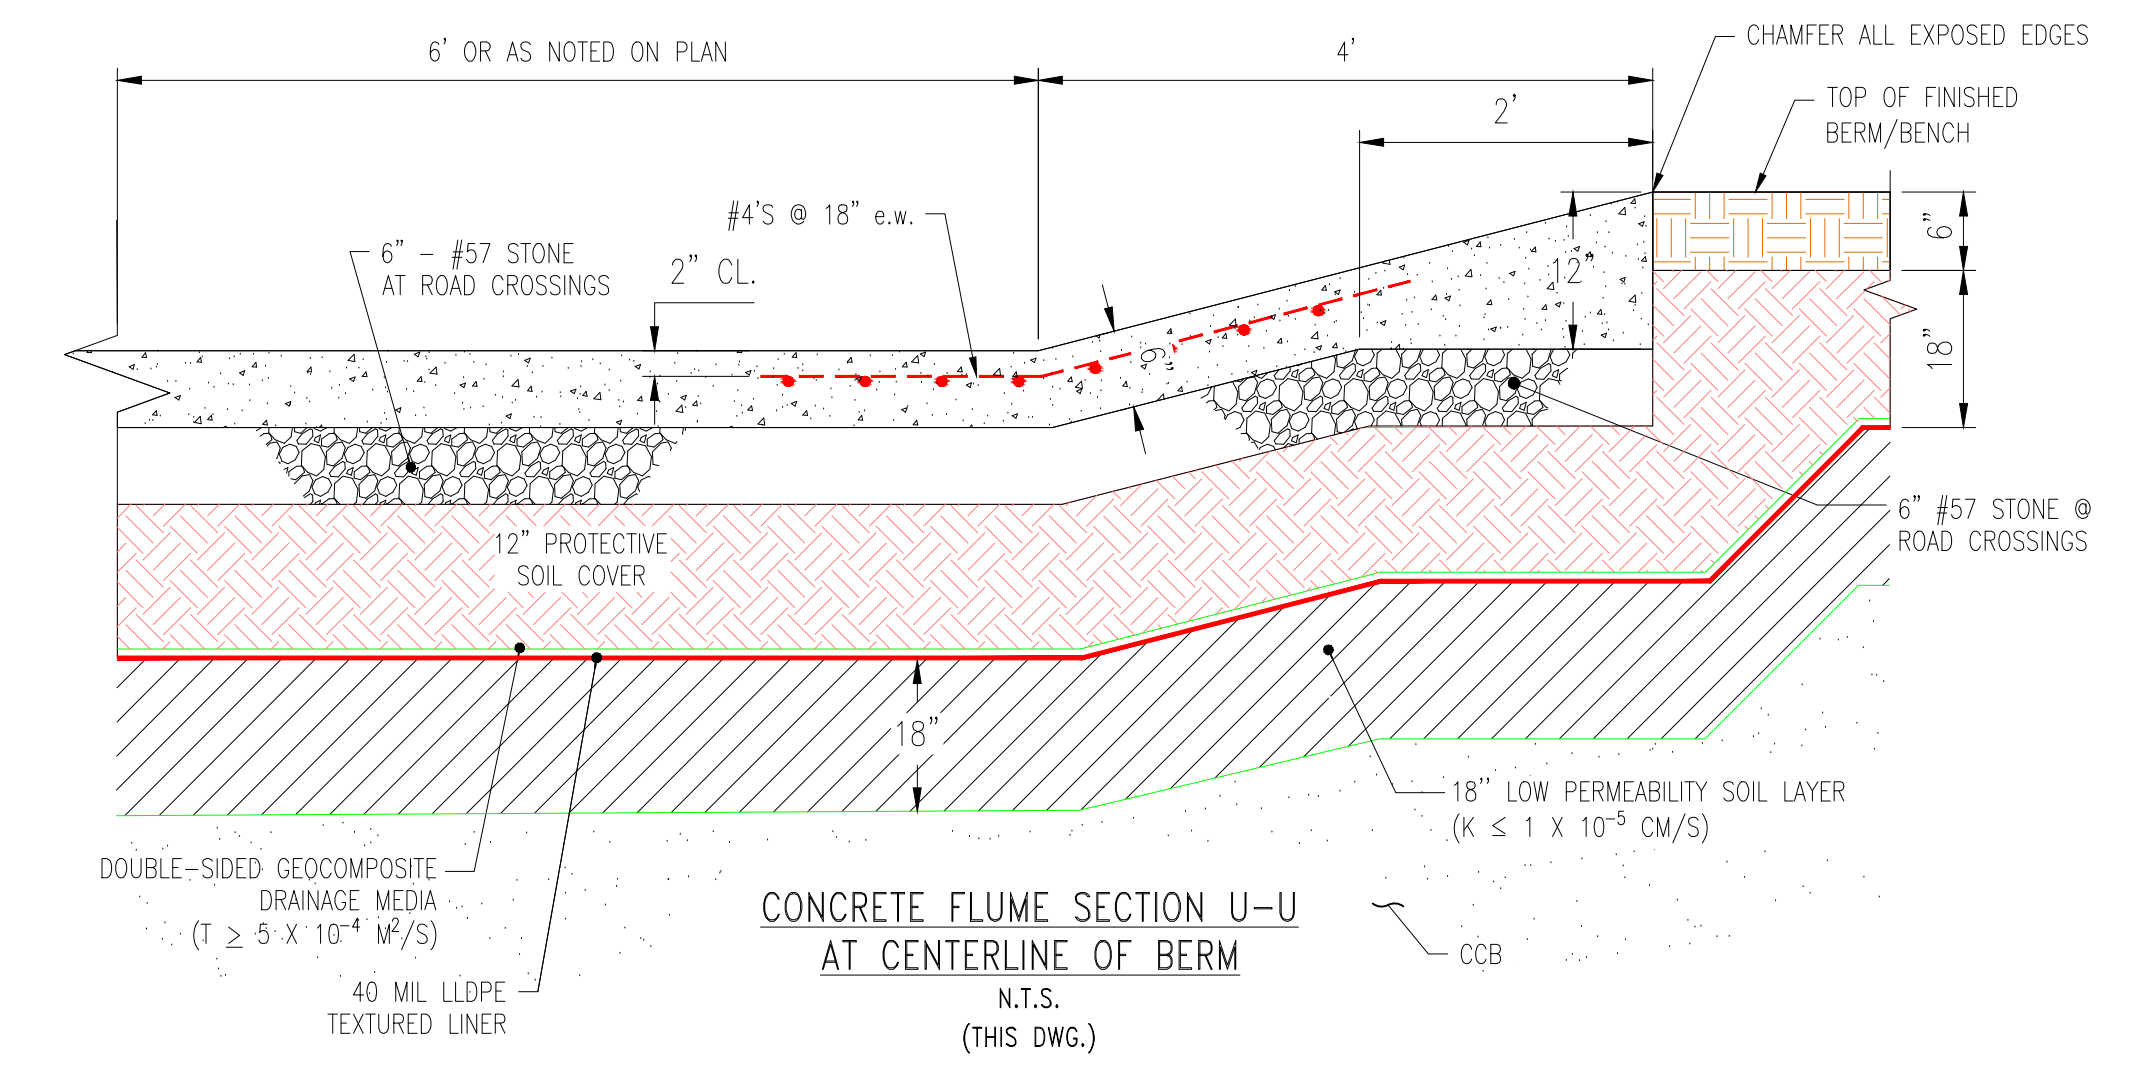 6' OR AS NOTED ON PLAN
4'
CHAMFER ALL EXPOSED EDGES
2'
TOP OF FINISHED
BERM/BENCH
#4'S @ 18" e.w.
6" - #57 STONE
AT ROAD CROSSINGS
2" CL.
12"
6"
6"
18"
6" #57 STONE @
ROAD CROSSINGS
12" PROTECTIVE
SOIL COVER
18"
18" LOW PERMEABILITY SOIL LAYER
(K ≤ 1 X 10⁻⁵ CM/S)
DOUBLE-SIDED GEOCOMPOSITE
DRAINAGE MEDIA
(T ≥ 5 X 10⁻⁴ M²/S)
40 MIL LLDPE
TEXTURED LINER
CONCRETE FLUME SECTION U-U
AT CENTERLINE OF BERM
N.T.S.
(THIS DWG.)
CCB